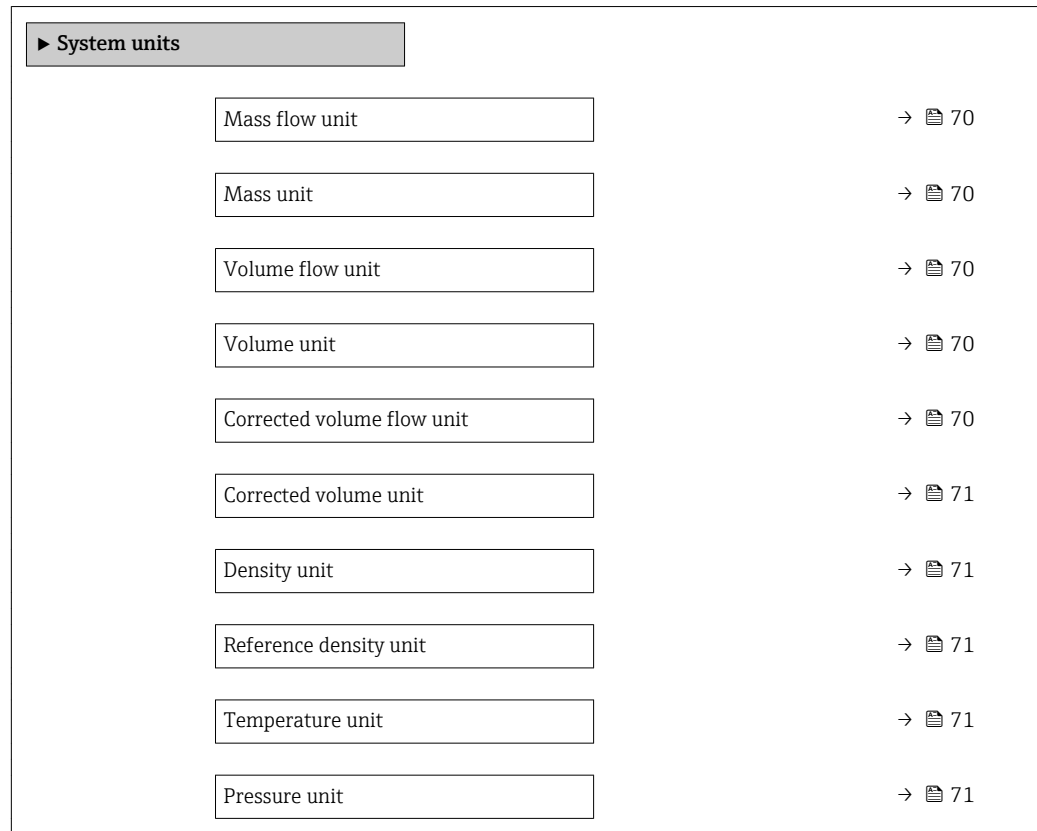 ▶ System units
Mass flow unit → 70
Mass unit → 70
Volume flow unit → 70
Volume unit → 70
Corrected volume flow unit → 70
Corrected volume unit → 71
Density unit → 71
Reference density unit → 71
Temperature unit → 71
Pressure unit → 71